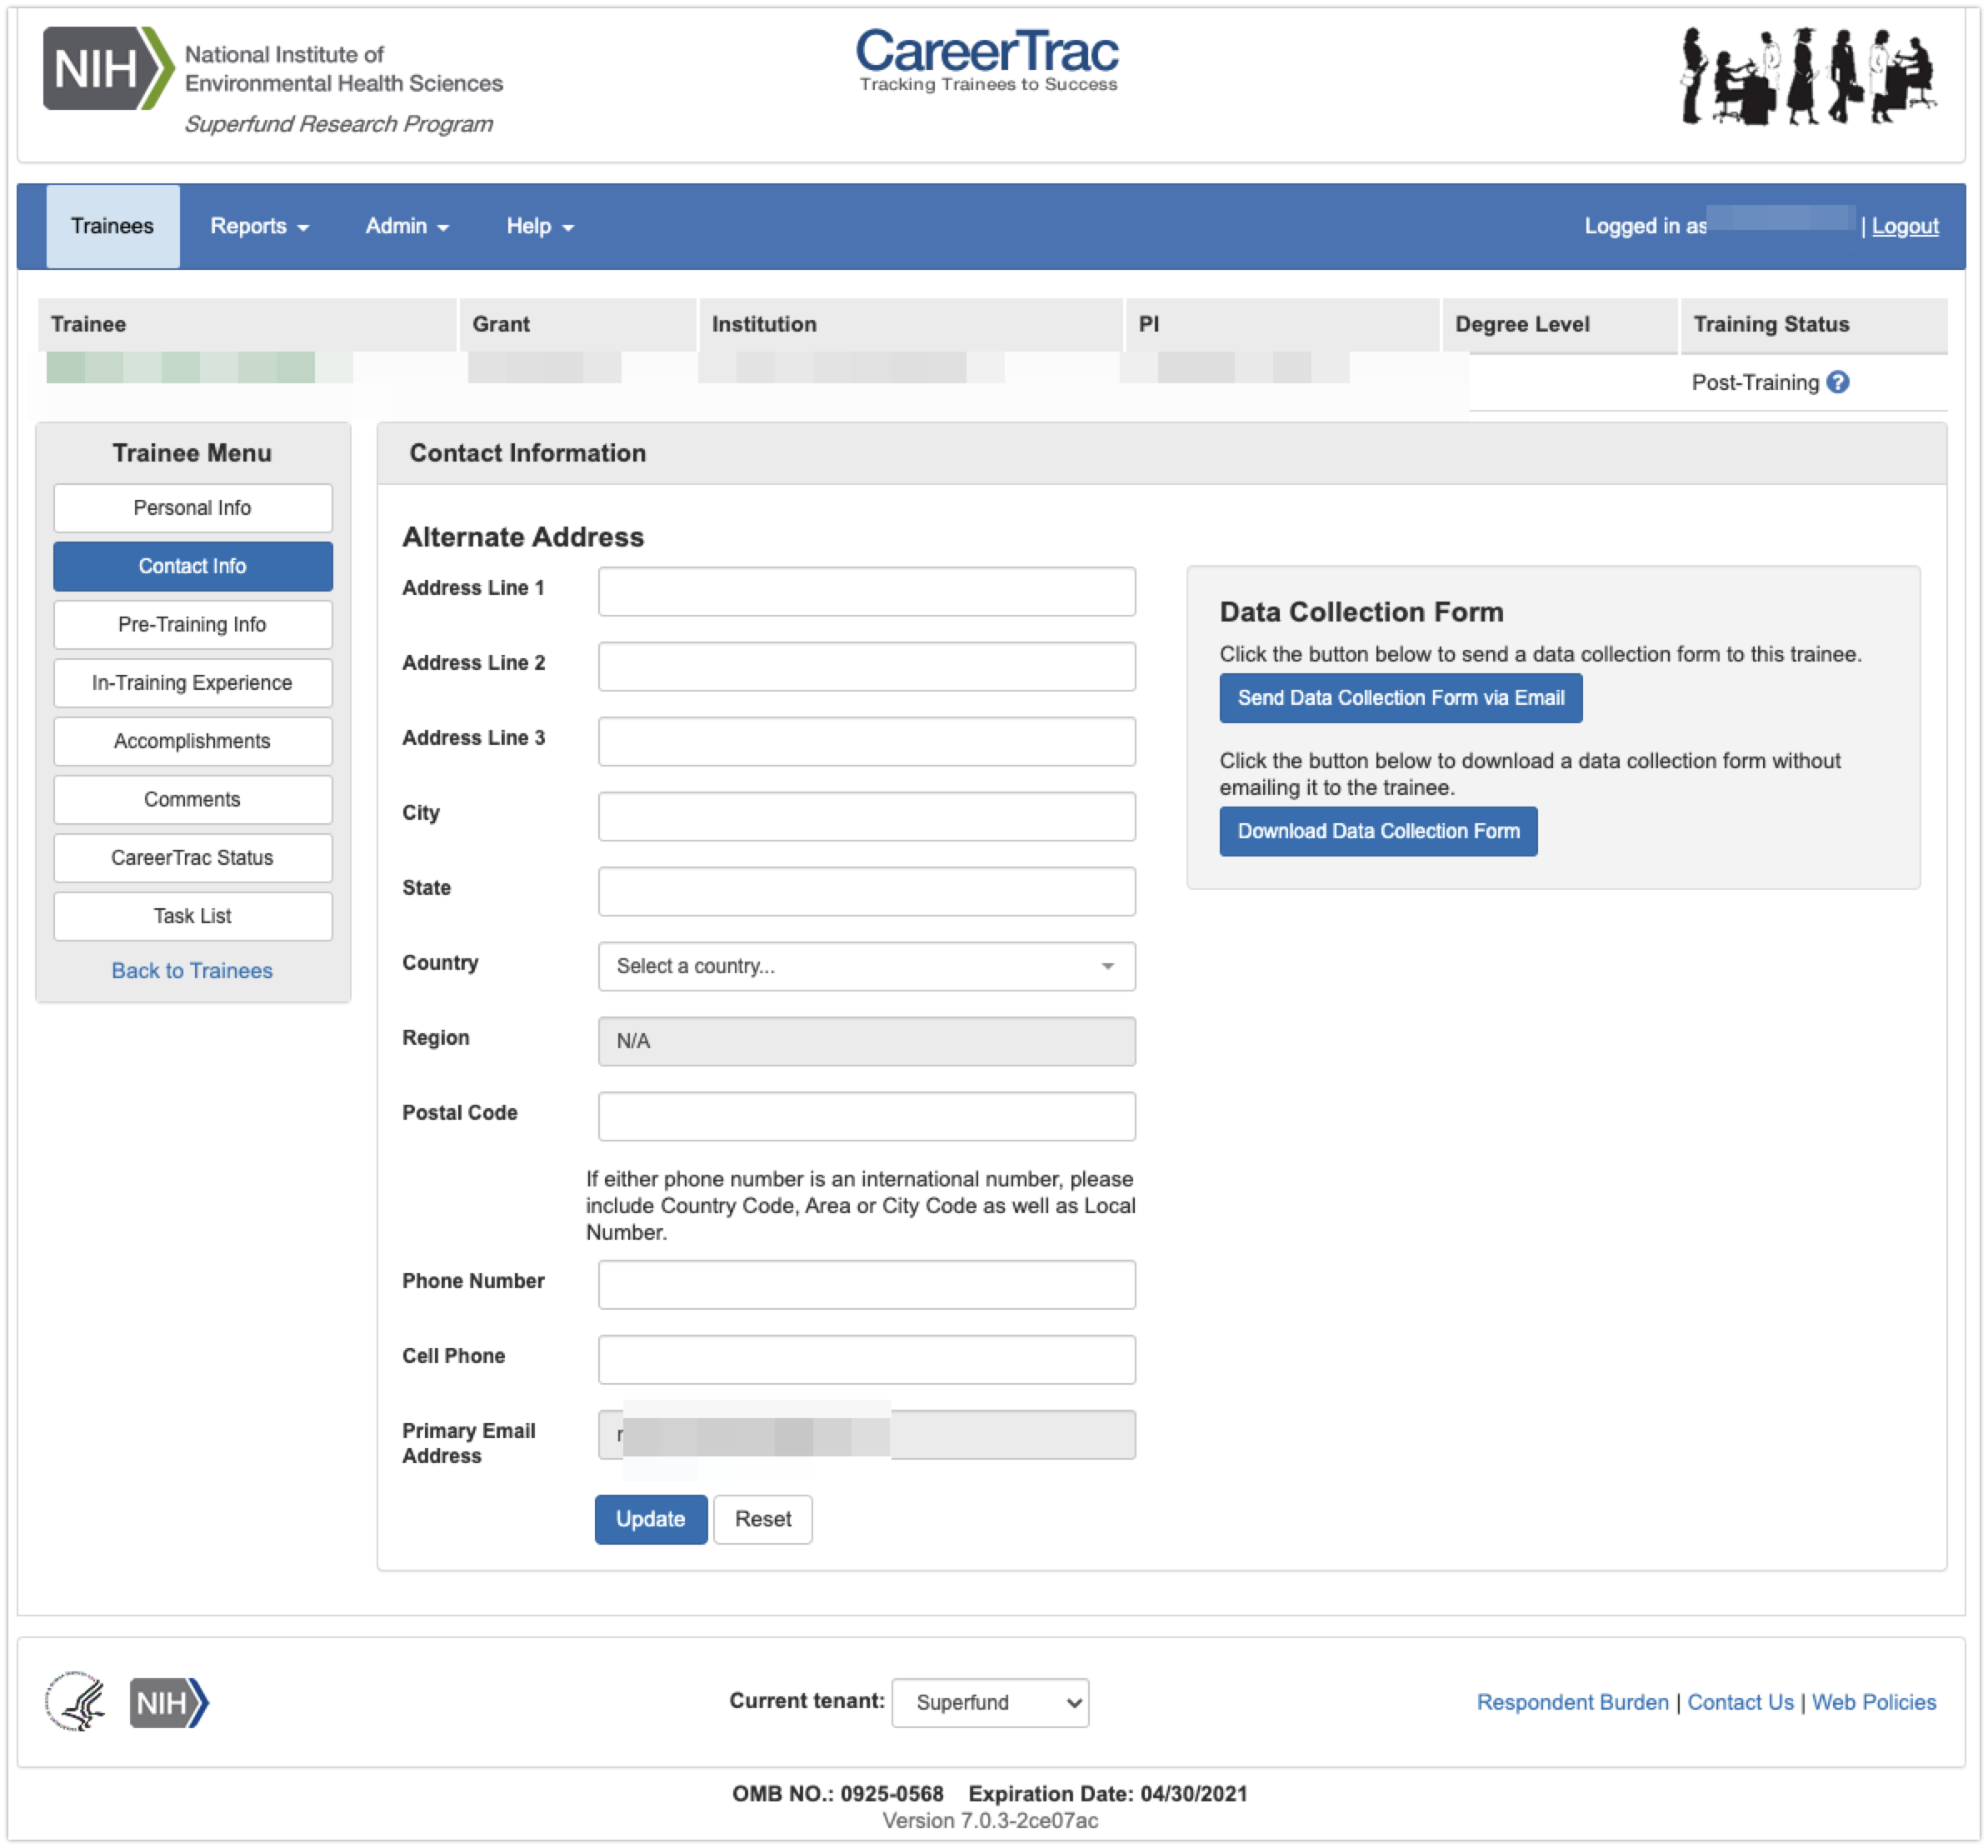 NIH National Institute of
Environmental Health Sciences
Superfund Research Program
CareerTrac
Tracking Trainees to Success
Trainees Reports Admin Help Logged in as | Logout
Trainee Grant Institution PI Degree Level Training Status
Post-Training ?
Trainee Menu
Personal Info
Contact Info
Pre-Training Info
In-Training Experience
Accomplishments
Comments
CareerTrac Status
Task List
Back to Trainees
Contact Information
Alternate Address
Address Line 1
Address Line 2
Address Line 3
City
State
Country Select a country...
Region N/A
Postal Code
If either phone number is an international number, please
include Country Code, Area or City Code as well as Local
Number.
Phone Number
Cell Phone
Primary Email
Address
Update Reset
Data Collection Form
Click the button below to send a data collection form to this trainee.
Send Data Collection Form via Email
Click the button below to download a data collection form without
emailing it to the trainee.
Download Data Collection Form
NIH
Current tenant: Superfund
Respondent Burden | Contact Us | Web Policies
OMB NO.: 0925-0568 Expiration Date: 04/30/2021
Version 7.0.3-2ce07ac